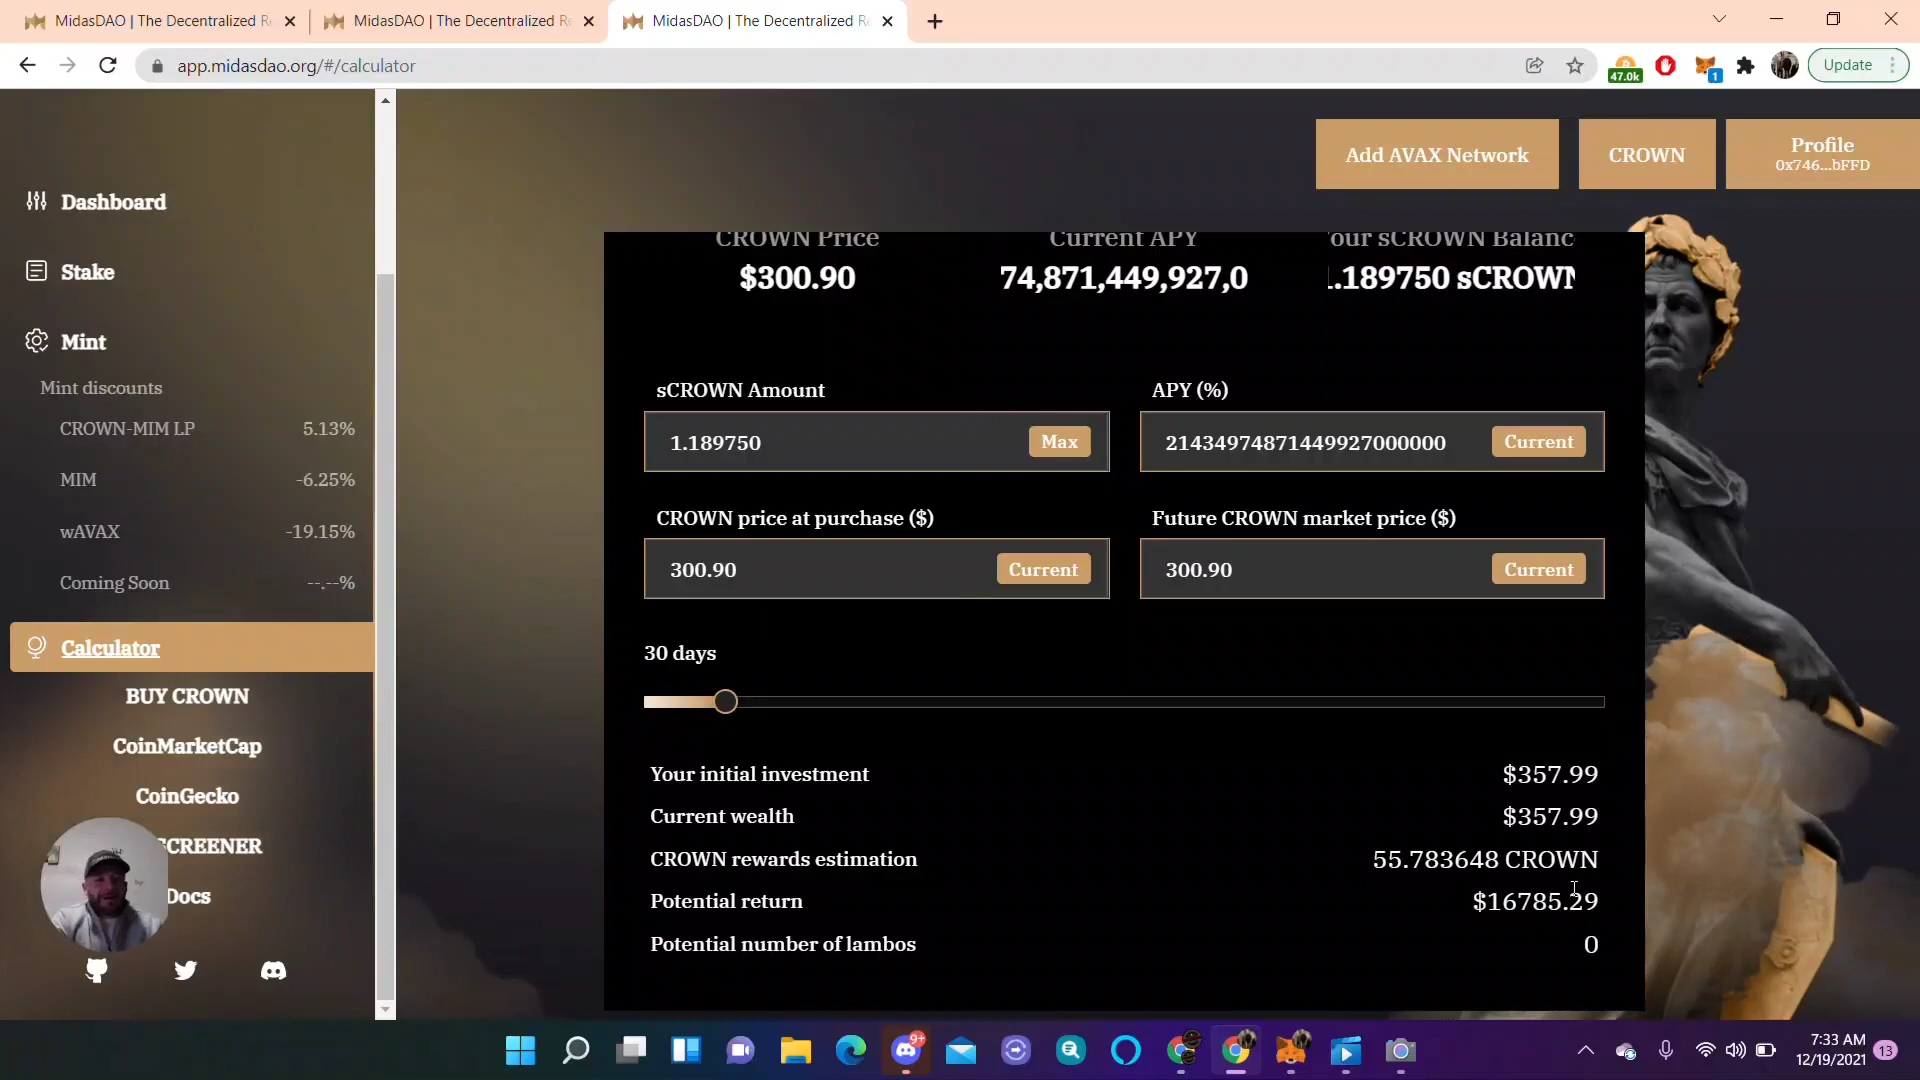 MidasDAO | The Decentralized R
MidasDAO | The Decentralized R
MidasDAO | The Decentralized R
app.midasdao.org/#/calculator
47.0k
1
Update
Add AVAX Network
CROWN
Profile
0x746...bFFD
Dashboard
Stake
Mint
Mint discounts
CROWN-MIM LP 5.13%
MIM -6.25%
wAVAX -19.15%
Coming Soon --.--%
Calculator
BUY CROWN
CoinMarketCap
CoinGecko
SCREENER
Docs
CROWN Price
Current APY
our sCROWN Balanc
$300.90
74,871,449,927,0
1.189750 sCROWN
sCROWN Amount
APY (%)
1.189750 Max
21434974871449927000000 Current
CROWN price at purchase ($)
Future CROWN market price ($)
300.90 Current
300.90 Current
30 days
Your initial investment $357.99
Current wealth $357.99
CROWN rewards estimation 55.783648 CROWN
Potential return $16785.29
Potential number of lambos 0
9+
7:33 AM
12/19/2021
13